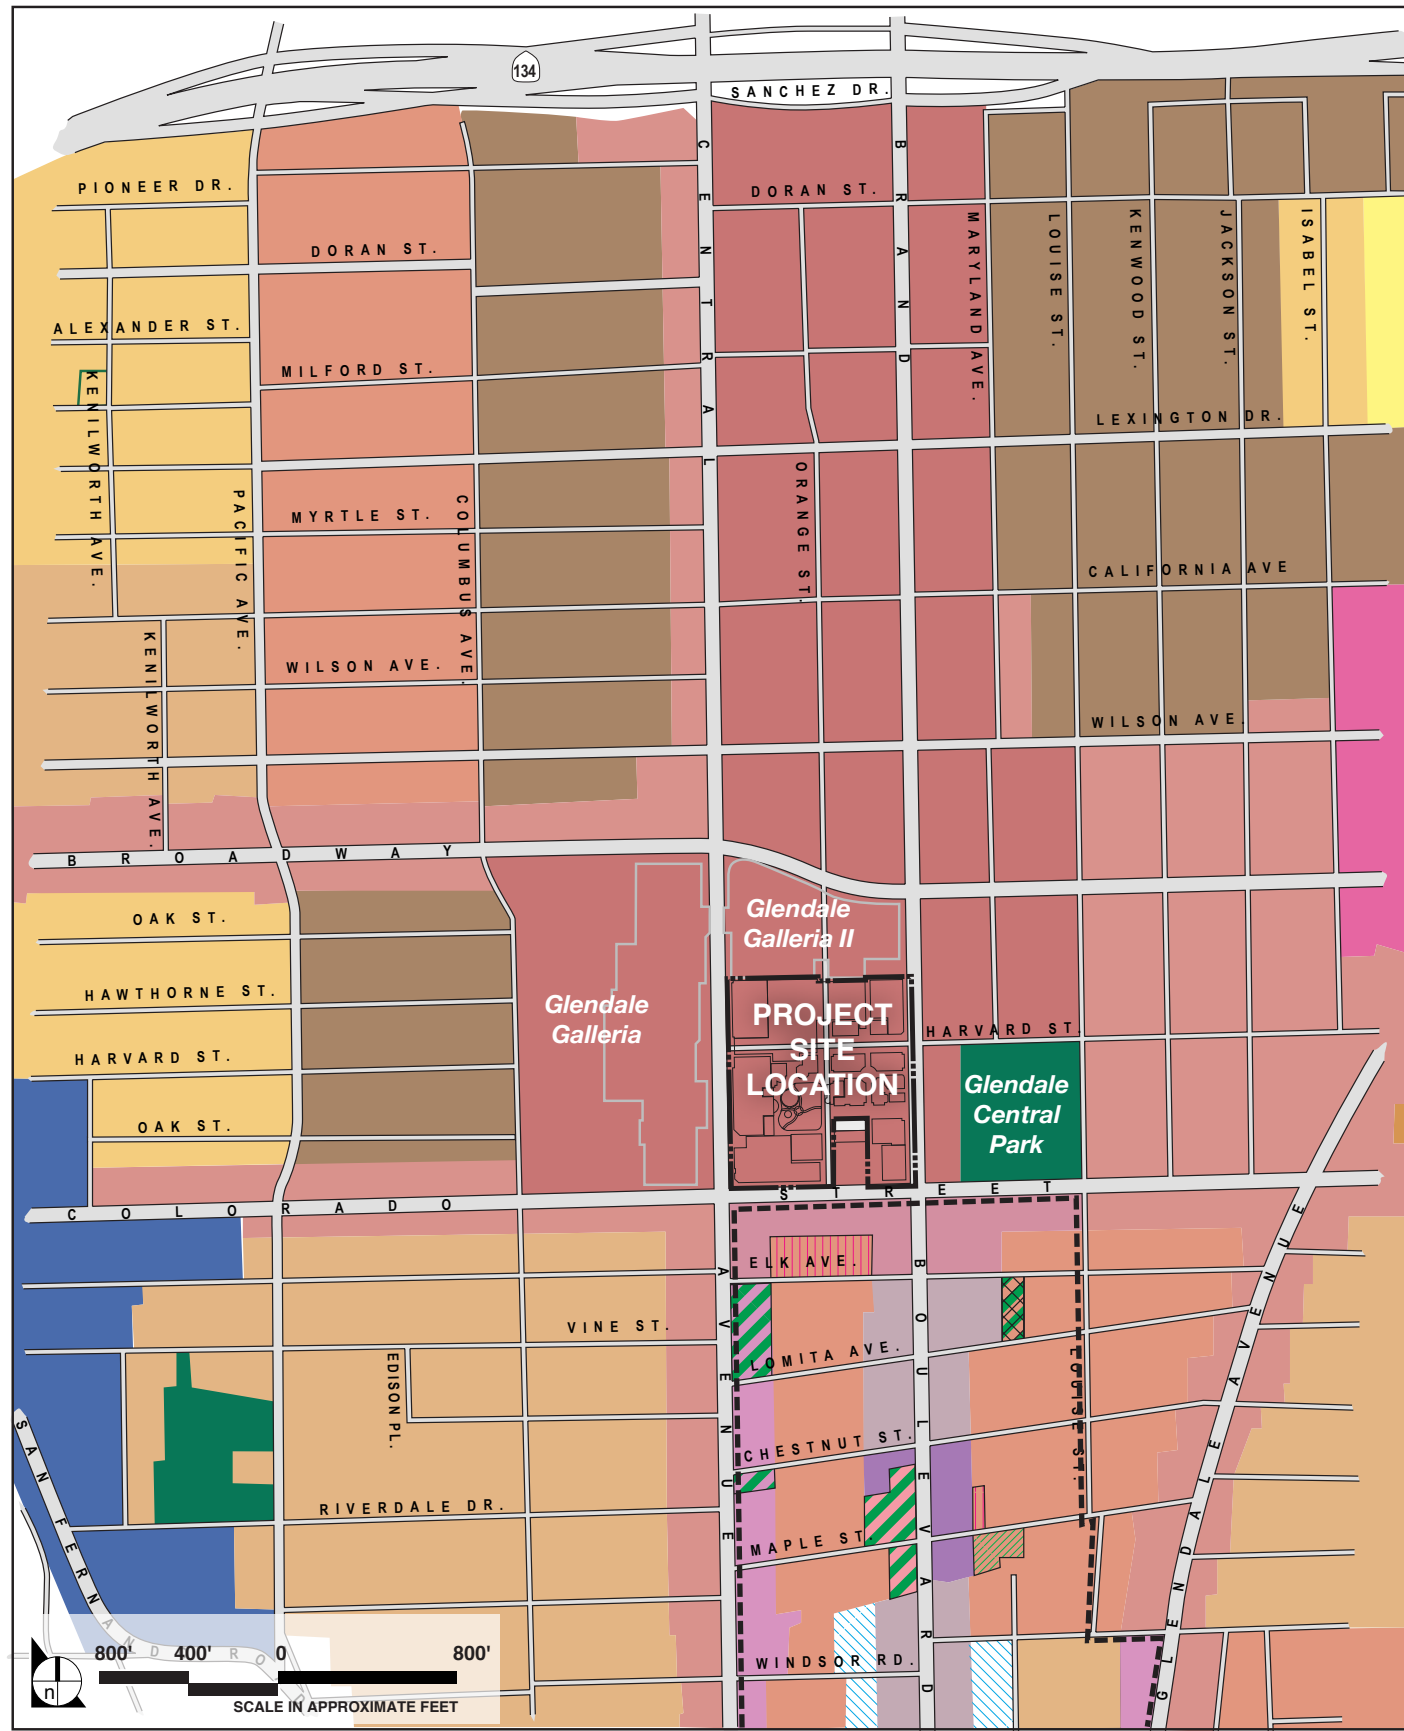 134
SANCHEZ DR.
PIONEER DR.
DORAN ST.
DORAN ST.
ALEXANDER ST.
MILFORD ST.
LEXINGTON DR.
MYRTLE ST.
CALIFORNIA AVE
WILSON AVE.
WILSON AVE.
KENILWORTH AVE.
KENILWORTH AVE.
PACIFIC AVE.
COLUMBUS AVE.
CENTRAL
AVENUE
ORANGE ST.
BRAND
BOULEVARD
MARYLAND AVE.
LOUISE ST.
KENWOOD ST.
JACKSON ST.
ISABEL ST.
BROADWAY
OAK ST.
HAWTHORNE ST.
HARVARD ST.
OAK ST.
Glendale
Galleria
Glendale
Galleria II
PROJECT
SITE
LOCATION
HARVARD ST.
Glendale
Central
Park
COLORADO
STREET
ELK AVE.
VINE ST.
EDISON PL.
LOMITA AVE.
CHESTNUT ST.
LOUISE ST.
RIVERDALE DR.
MAPLE ST.
WINDSOR RD.
GLENDALE AVENUE
SAN FERNANDO RD.
800' 400' 0 800'
SCALE IN APPROXIMATE FEET
n